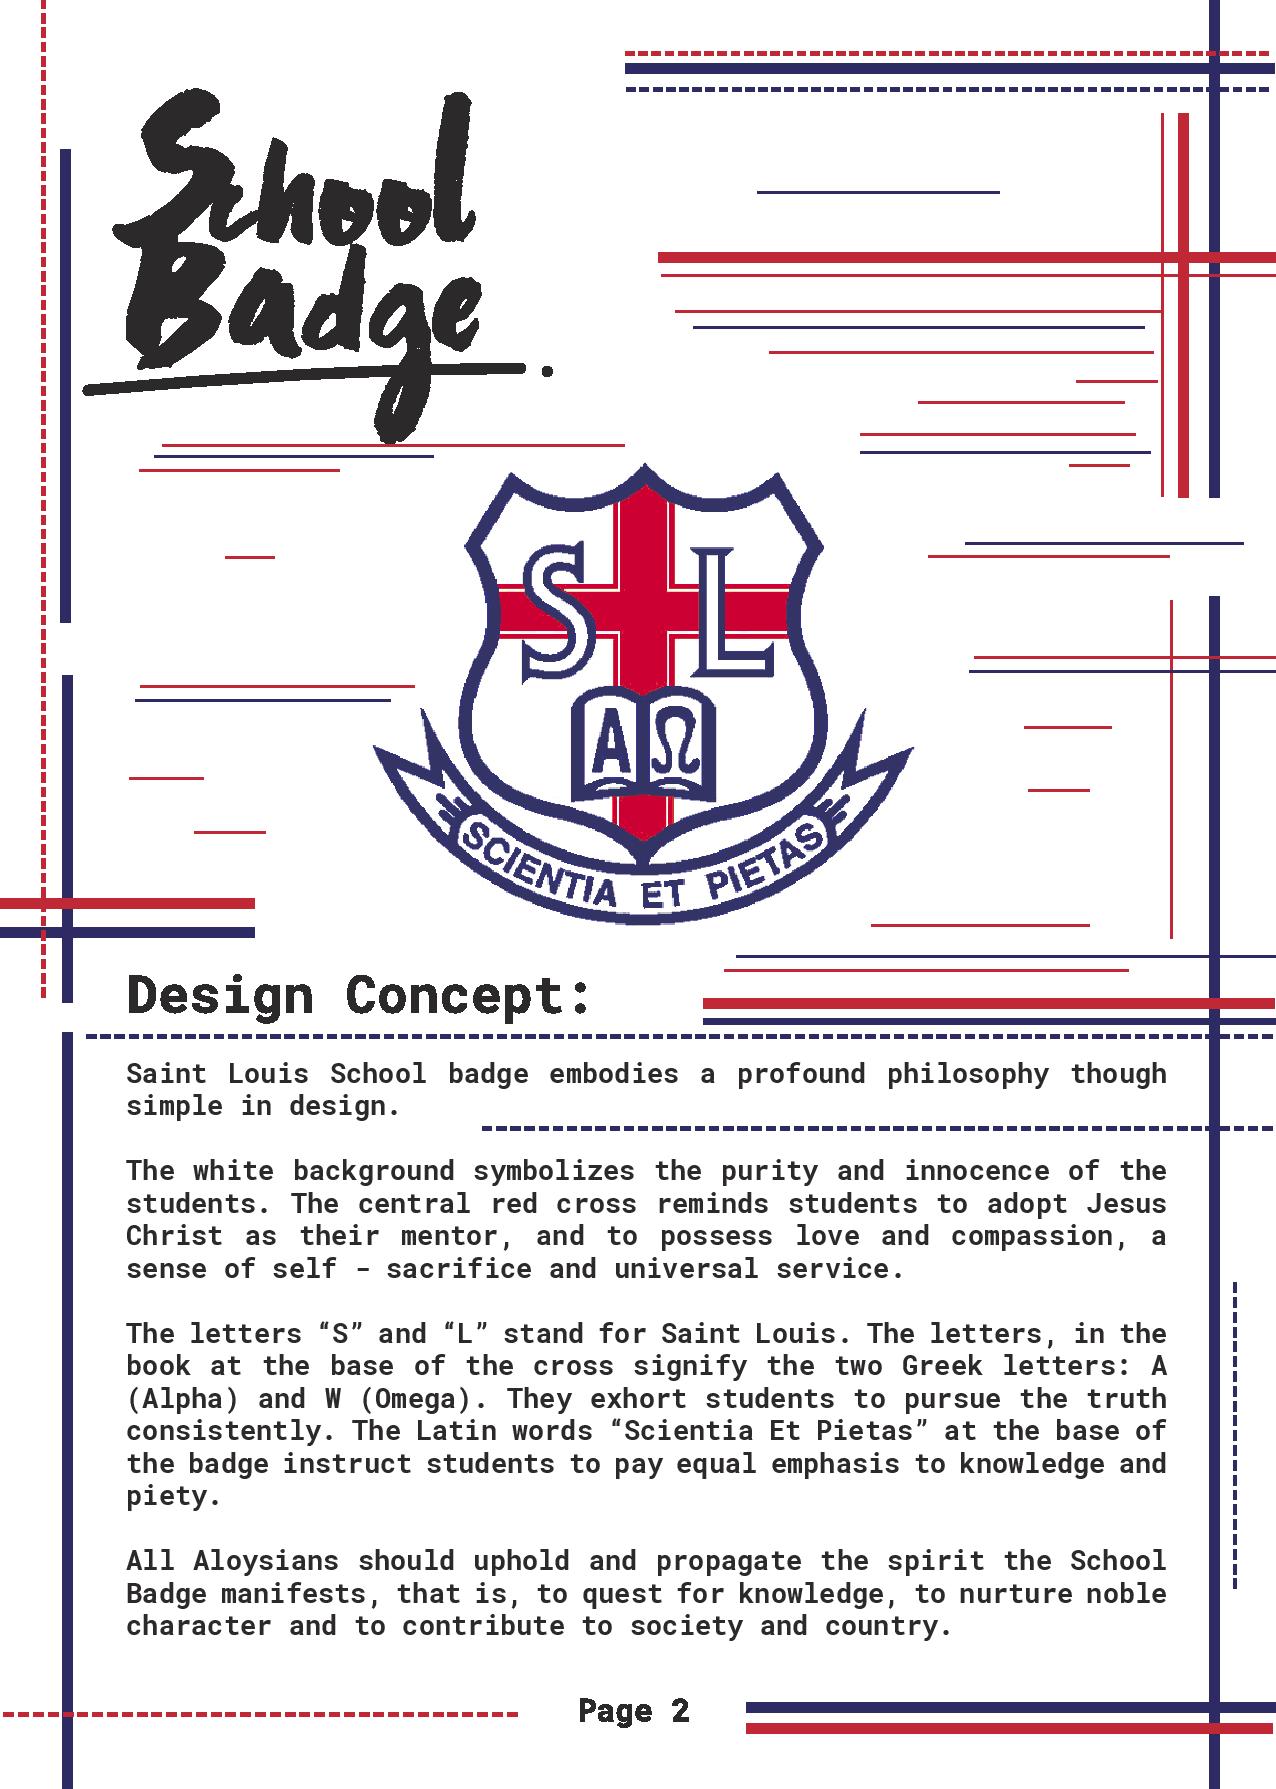 School
Badge.
S L
Α Ω
SCIENTIA ET PIETAS
Design Concept:
Saint Louis School badge embodies a profound philosophy though
simple in design.
The white background symbolizes the purity and innocence of the
students. The central red cross reminds students to adopt Jesus
Christ as their mentor, and to possess love and compassion, a
sense of self – sacrifice and universal service.
The letters “S” and “L” stand for Saint Louis. The letters, in the
book at the base of the cross signify the two Greek letters: A
(Alpha) and W (Omega). They exhort students to pursue the truth
consistently. The Latin words “Scientia Et Pietas” at the base of
the badge instruct students to pay equal emphasis to knowledge and
piety.
All Aloysians should uphold and propagate the spirit the School
Badge manifests, that is, to quest for knowledge, to nurture noble
character and to contribute to society and country.
Page 2